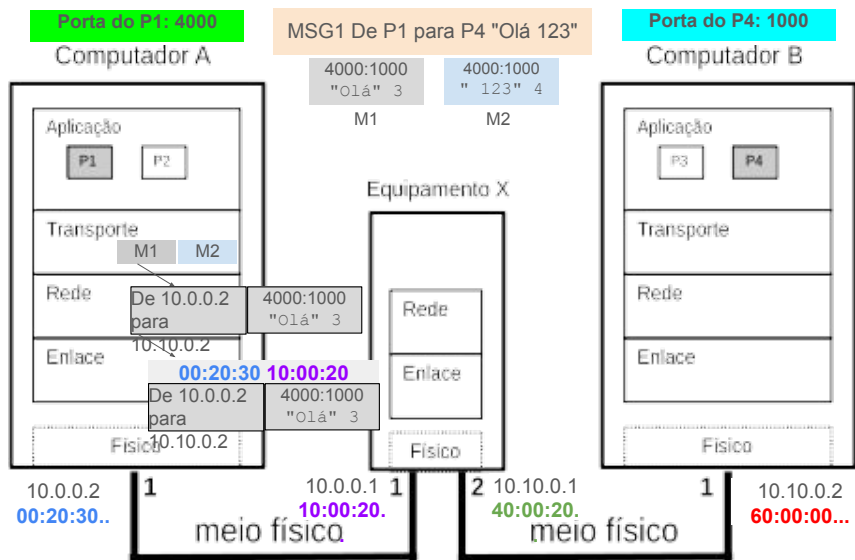 Porta do P1: 4000
MSG1 De P1 para P4 "Olá 123"
Porta do P4: 1000
Computador A
Computador B
4000:1000
"Olá" 3
4000:1000
" 123" 4
M1
M2
Aplicação
P1
P2
Aplicação
P3
P4
Equipamento X
Transporte
M1
M2
Transporte
Rede
De 10.0.0.2
para
10.10.0.2
4000:1000
"Olá" 3
Rede
Rede
Enlace
00:20:30 10:00:20
De 10.0.0.2
para
10.10.0.2
4000:1000
"Olá" 3
Enlace
Enlace
Físico
Físico
Físico
10.0.0.2
00:20:30..
1
10.0.0.1
10:00:20.
.
1
2
10.10.0.1
40:00:20.
.
1
10.10.0.2
60:00:00...
meio físico
meio físico